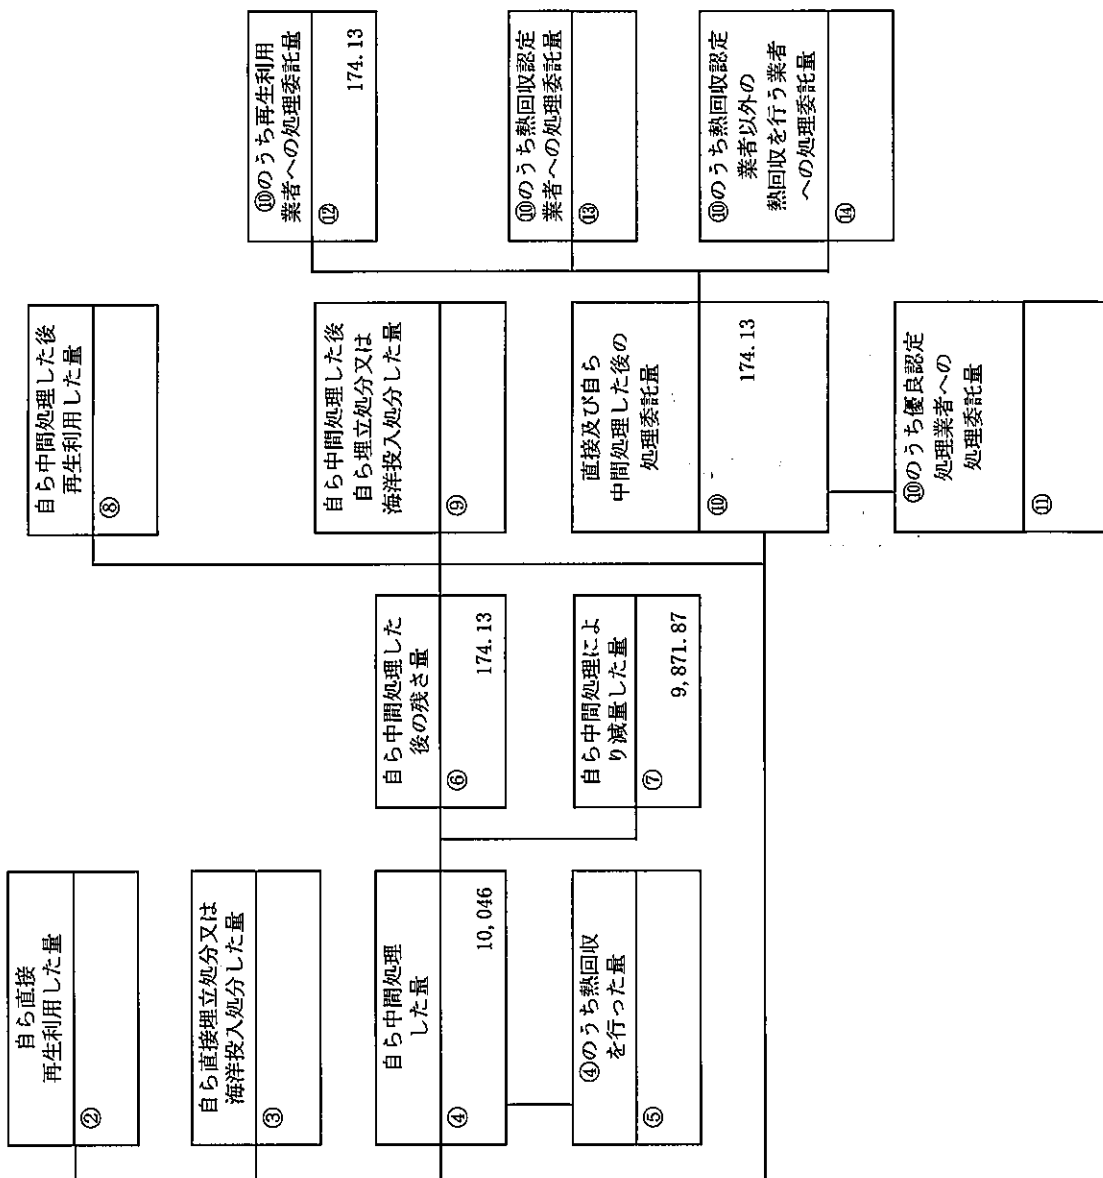 自ら直接
再生利用した量
②
自ら直接埋立処分又は
海洋投入処分した量
③
自ら中間処理
した量
④
10,046
④のうち熱回収
を行った量
⑤
自ら中間処理した
後の残さ量
⑥
174.13
自ら中間処理によ
り減量した量
⑦
9,871.87
自ら中間処理した後
再生利用した量
⑧
自ら中間処理した後
自ら埋立処分又は
海洋投入処分した量
⑨
直接及び自ら
中間処理した後の
処理委託量
⑩
174.13
⑩のうち優良認定
処理業者への
処理委託量
⑪
⑩のうち再生利用
業者への処理委託量
⑫
174.13
⑩のうち熱回収認定
業者への処理委託量
⑬
⑩のうち熱回収認定
業者以外の
熱回収を行う業者
への処理委託量
⑭